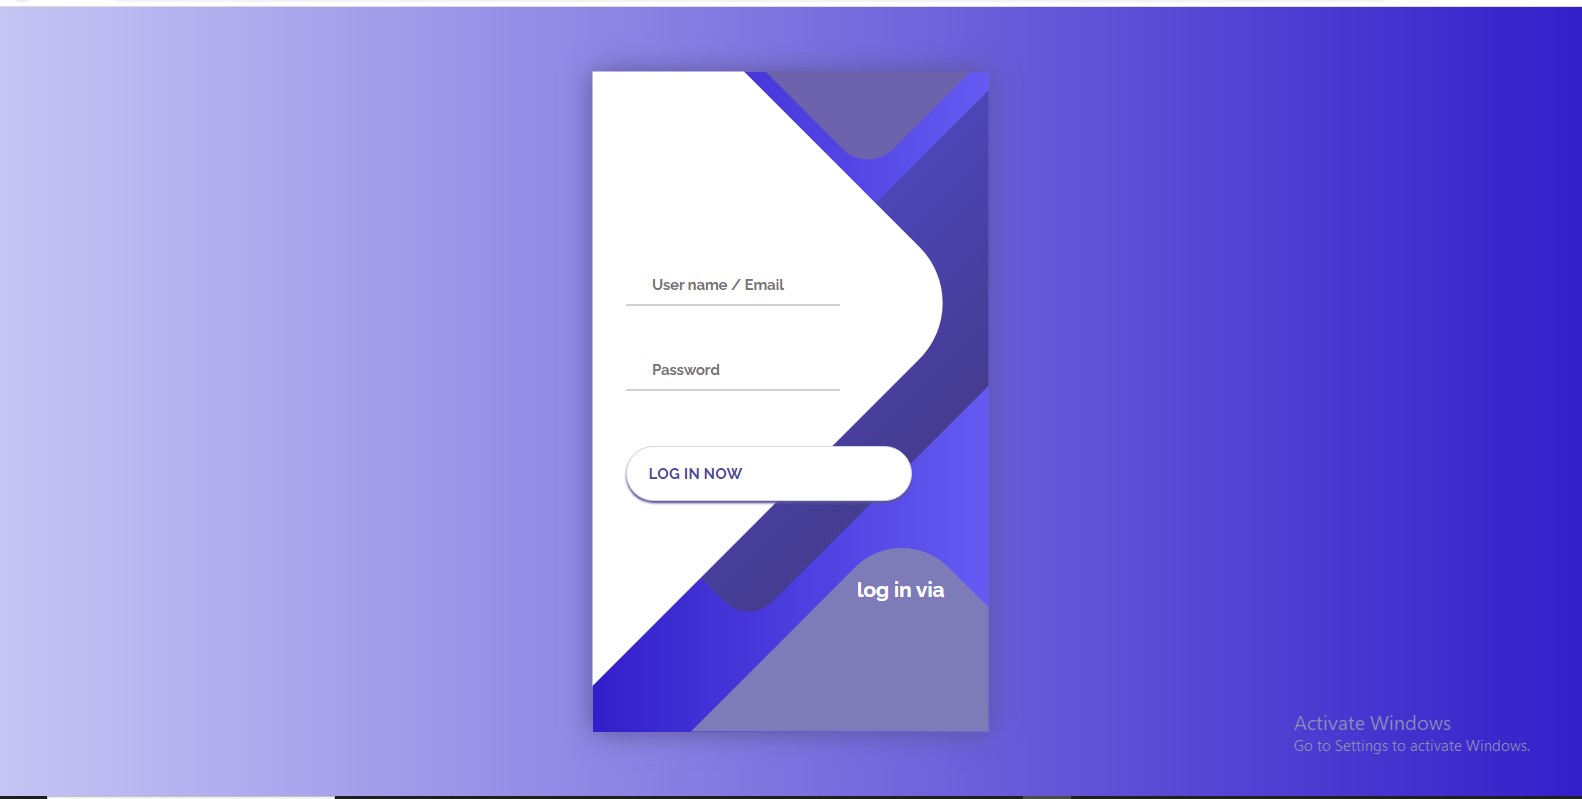 User name / Email
Password
LOG IN NOW
log in via
Activate Windows
Go to Settings to activate Windows.